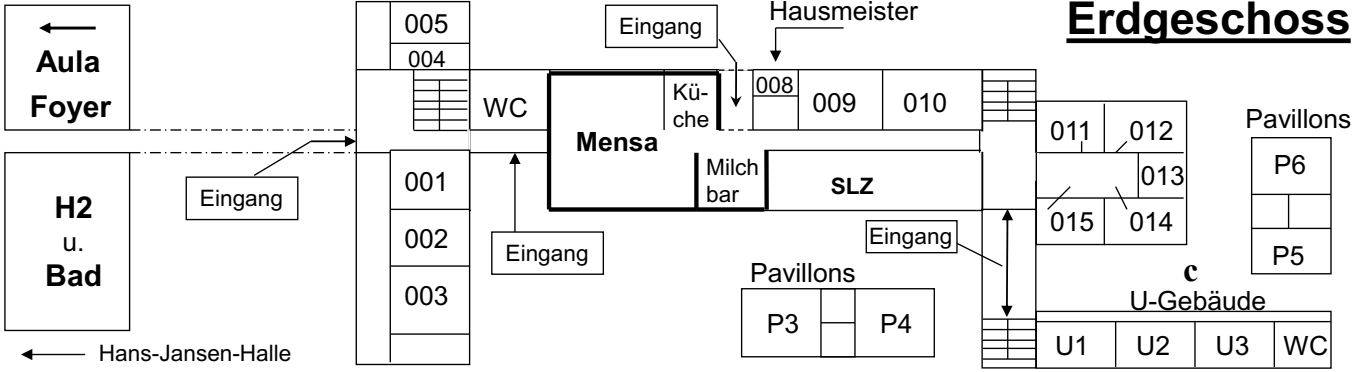 Erdgeschoss
Aula
Foyer
H2
u.
Bad
Hans-Jansen-Halle
Eingang
005
004
WC
001
002
003
Eingang
Mensa
Kü-
che
Milch
bar
Eingang
Hausmeister
008
009
010
SLZ
Eingang
011
012
013
015
014
Pavillons
P6
P5
Pavillons
P3
P4
c
U-Gebäude
U1
U2
U3
WC